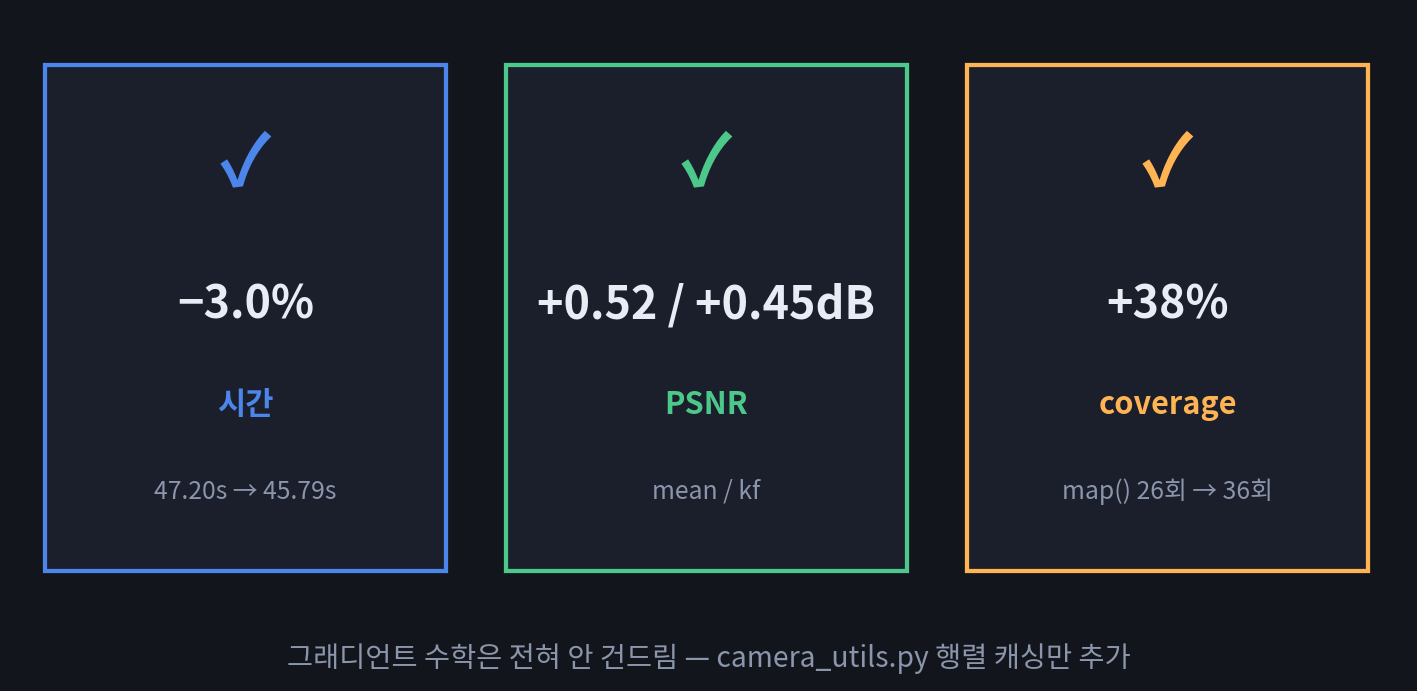 ✓
−3.0%
시간
47.20s → 45.79s
✓
+0.52 / +0.45dB
PSNR
mean / kf
✓
+38%
coverage
map() 26회 → 36회
그래디언트 수학은 전혀 안 건드림 — camera_utils.py 행렬 캐싱만 추가